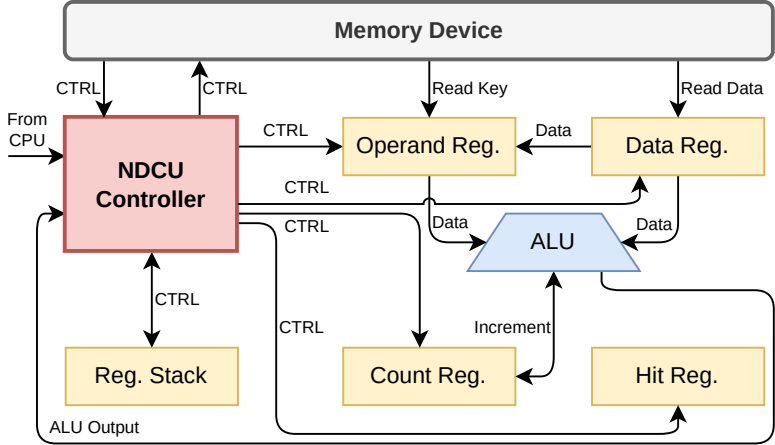 Memory Device
CTRL
CTRL
Read Key
Read Data
From
CPU
NDCU
Controller
CTRL
Operand Reg.
Data
Data Reg.
CTRL
CTRL
Data
ALU
Data
CTRL
CTRL
Increment
Reg. Stack
Count Reg.
Hit Reg.
ALU Output